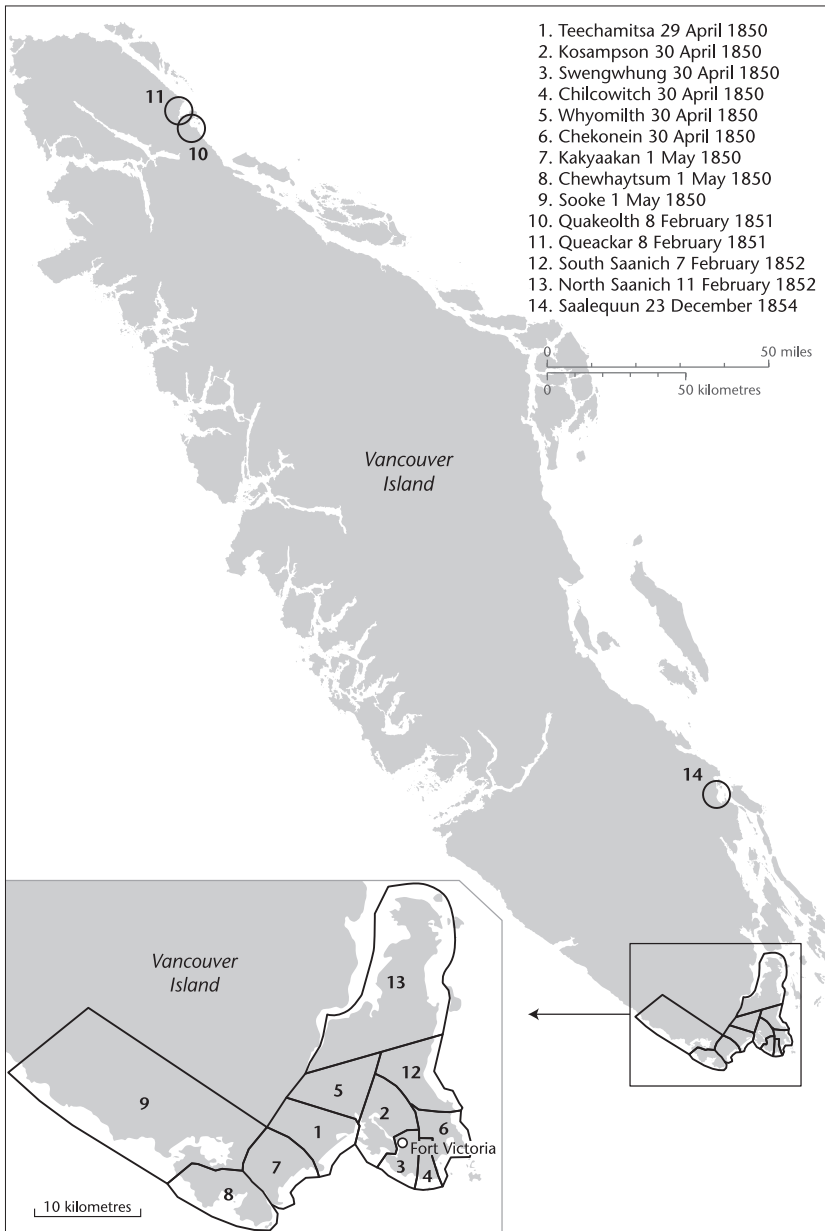 1. Teechamitsa 29 April 1850
2. Kosampson 30 April 1850
3. Swengwhung 30 April 1850
4. Chilcowitch 30 April 1850
5. Whyomilth 30 April 1850
6. Chekonein 30 April 1850
7. Kakyaakan 1 May 1850
8. Chewhaytsum 1 May 1850
9. Sooke 1 May 1850
10. Quakeolth 8 February 1851
11. Queackar 8 February 1851
12. South Saanich 7 February 1852
13. North Saanich 11 February 1852
14. Saalequun 23 December 1854
0 50 miles
0 50 kilometres
11
10
Vancouver
Island
14
Vancouver
Island
13
12
5
9
2
1
6
Fort Victoria
7
3
4
8
10 kilometres